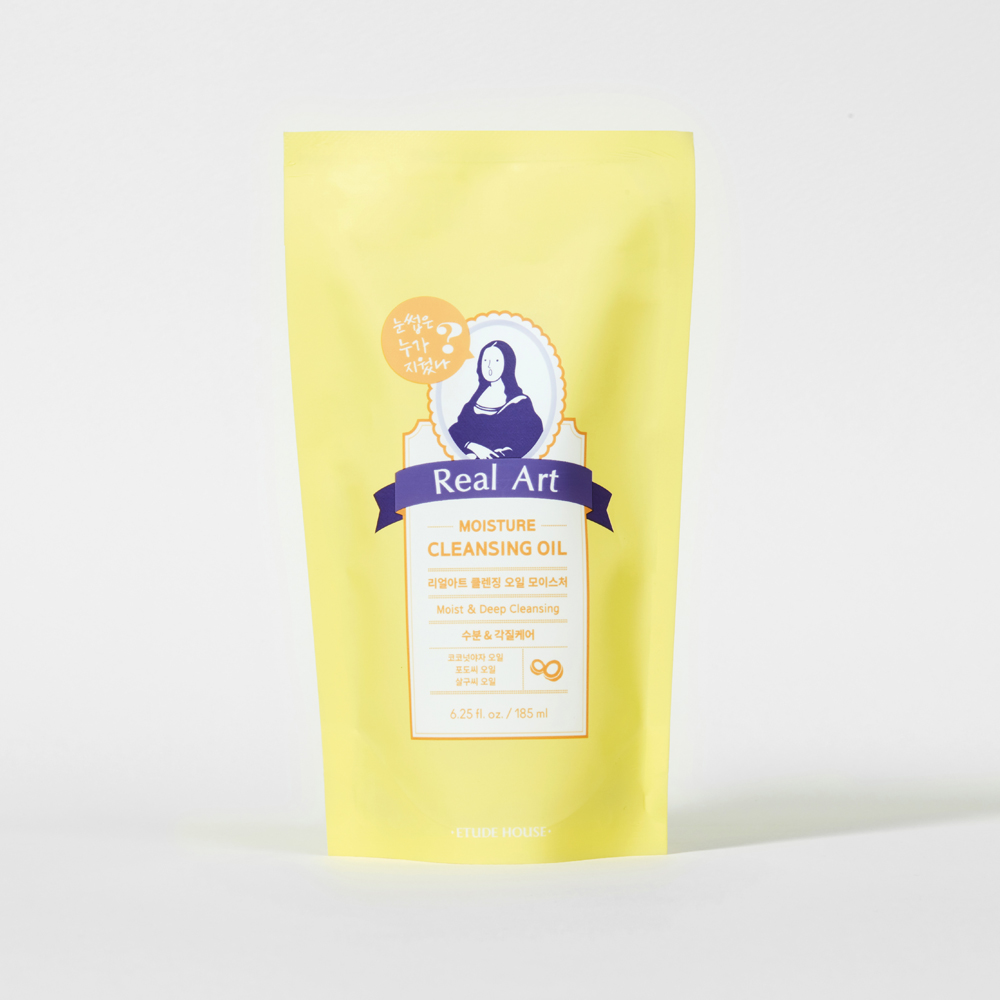 눈썹은
누가
지웠나
?
Real Art
MOISTURE
CLEANSING OIL
리얼아트 클렌징 오일 모이스처
Moist & Deep Cleansing
수분 & 각질케어
코코넛야자 오일
포도씨 오일
살구씨 오일
6.25 fl. oz. / 185 ml
·ETUDE HOUSE·